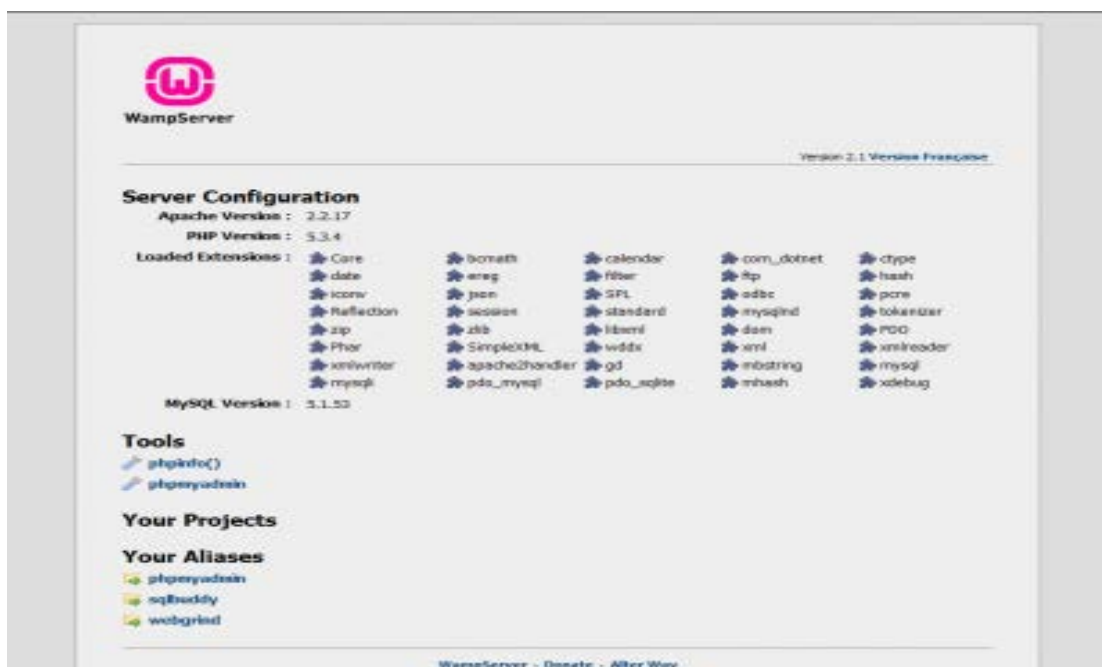 WampServer
Version 2.1 Version Française
Server Configuration
Apache Version : 2.2.17
PHP Version : 5.3.4
Loaded Extensions : Core bcmath calendar com_dotnet ctype
date ereg filter ftp hash
iconv json SPL odbc pcre
Reflection session standard mysqlnd tokenizer
zip zlib libxml dom PDO
Phar SimpleXML wddx xml xmlreader
xmlwriter apache2handler gd mbstring mysql
mysqli pdo_mysql pdo_sqlite mhash xdebug
MySQL Version : 5.1.53
Tools
phpinfo()
phpmyadmin
Your Projects
Your Aliases
phpmyadmin
sqlbuddy
webgrind
WampServer - Donate - Alter Way